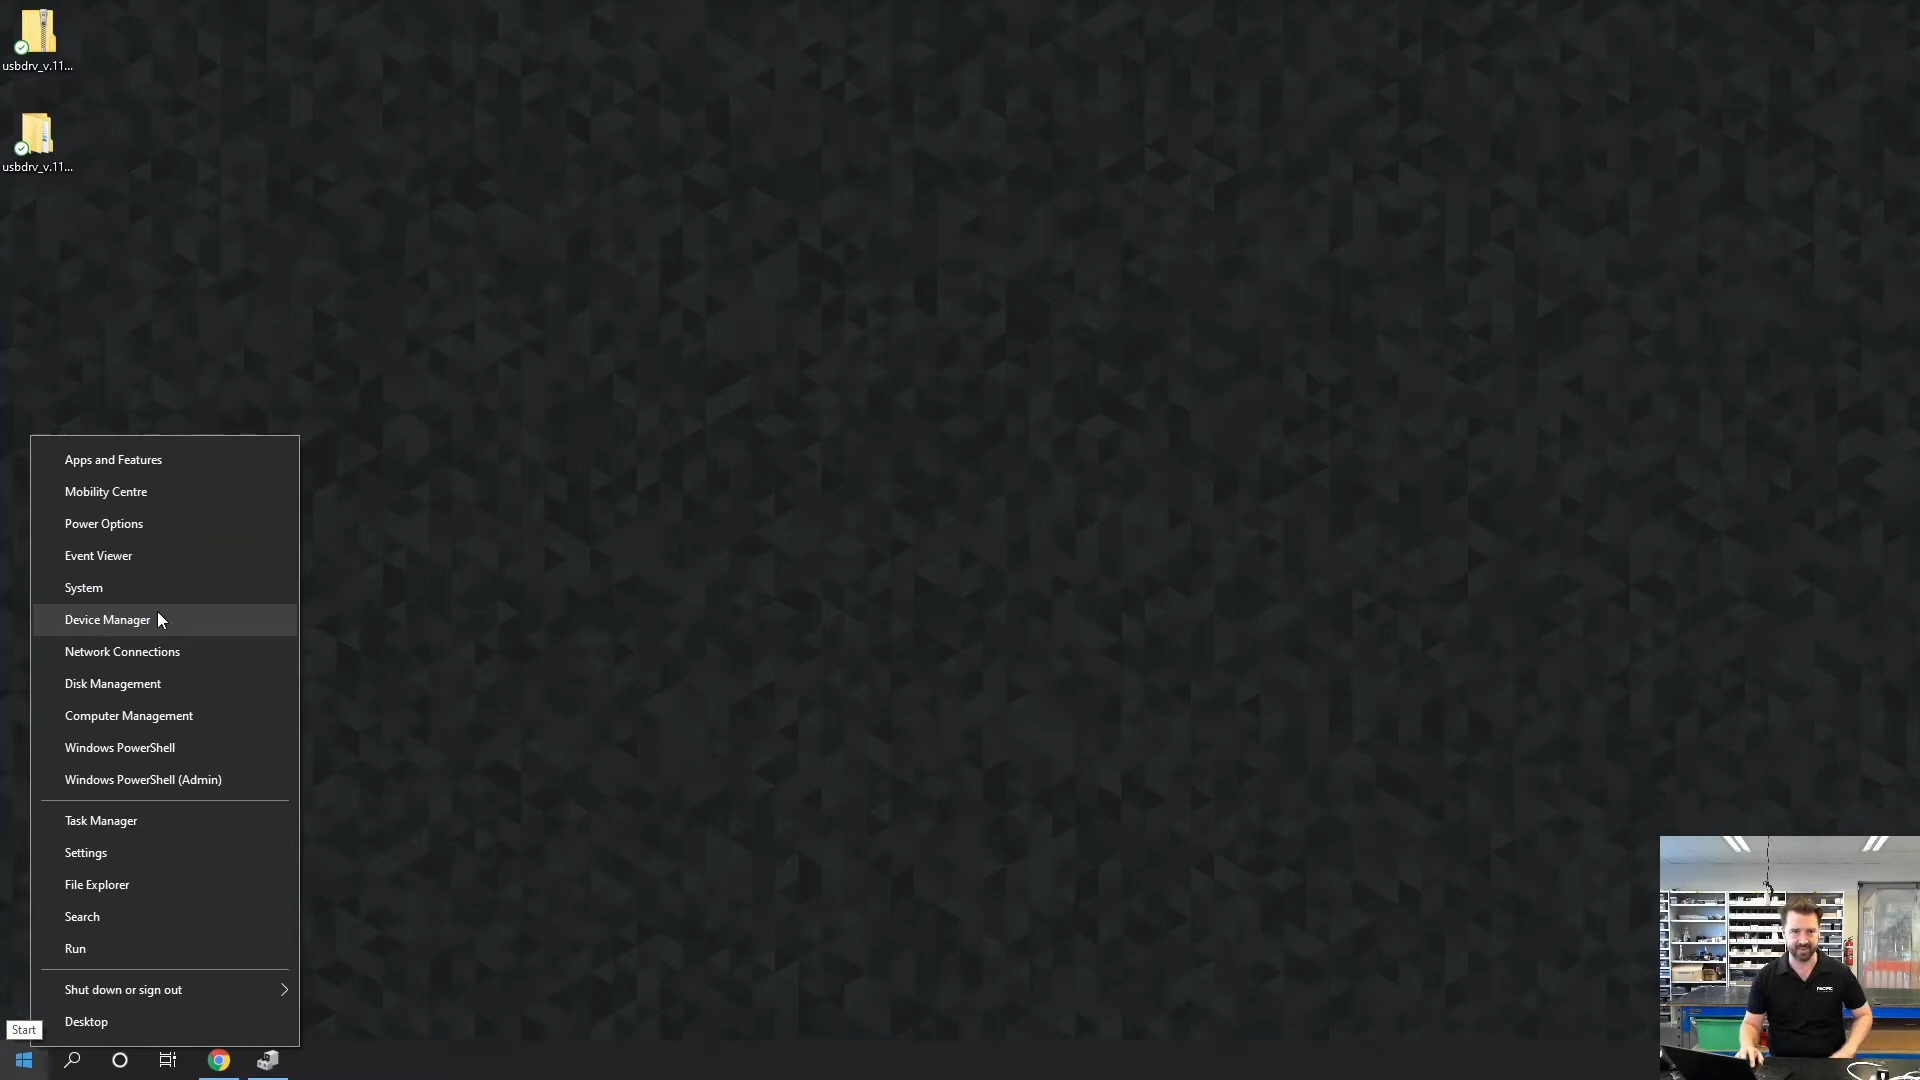 usbdrv_v.11...
usbdrv_v.11...
Apps and Features
Mobility Centre
Power Options
Event Viewer
System
Device Manager
Network Connections
Disk Management
Computer Management
Windows PowerShell
Windows PowerShell (Admin)
Task Manager
Settings
File Explorer
Search
Run
Shut down or sign out
Desktop
Start